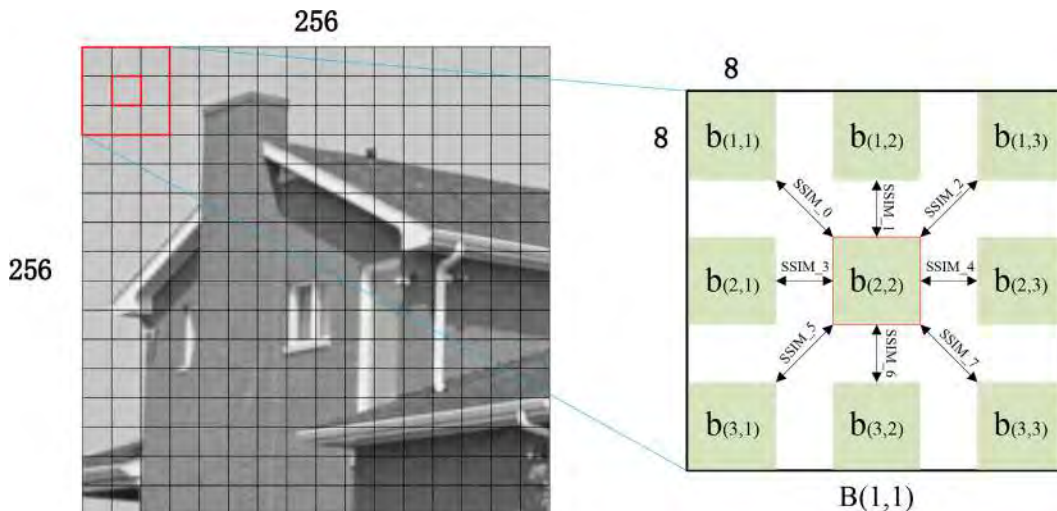 256
256
8
8
b(1,1)
b(1,2)
b(1,3)
SSIM_0
SSIM_1
SSIM_2
b(2,1)
SSIM_3
b(2,2)
SSIM_4
b(2,3)
SSIM_5
SSIM_6
SSIM_7
b(3,1)
b(3,2)
b(3,3)
B(1,1)